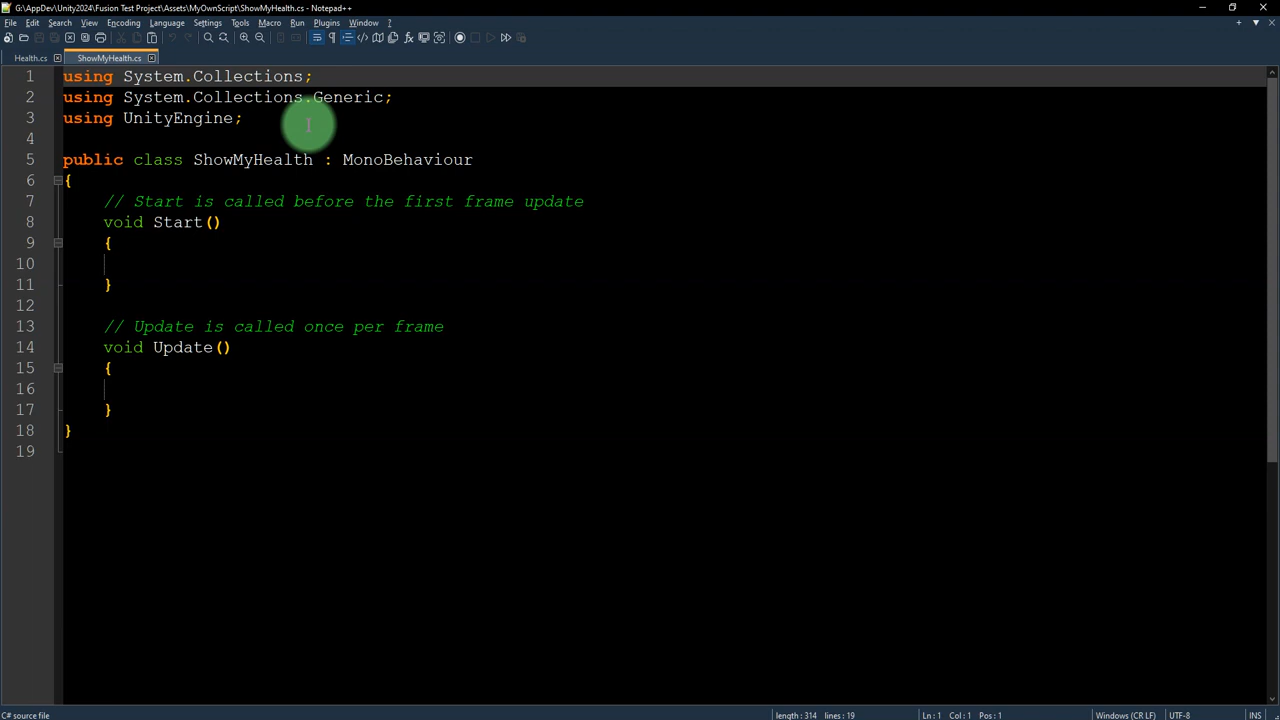 G:\AppDev\Unity2024\Fusion Test Project\Assets\MyOwnScript\ShowMyHealth.cs - Notepad++
File Edit Search View Encoding Language Settings Tools Macro Run Plugins Window ?
Health.cs ShowMyHealth.cs
1 using System.Collections;
2 using System.Collections.Generic;
3 using UnityEngine;
4
5 public class ShowMyHealth : MonoBehaviour
6 {
7 // Start is called before the first frame update
8 void Start()
9 {
10
11 }
12
13 // Update is called once per frame
14 void Update()
15 {
16
17 }
18 }
19
C# source file length : 314 lines : 19 Ln : 1 Col : 1 Pos : 1 Windows (CR LF) UTF-8 INS